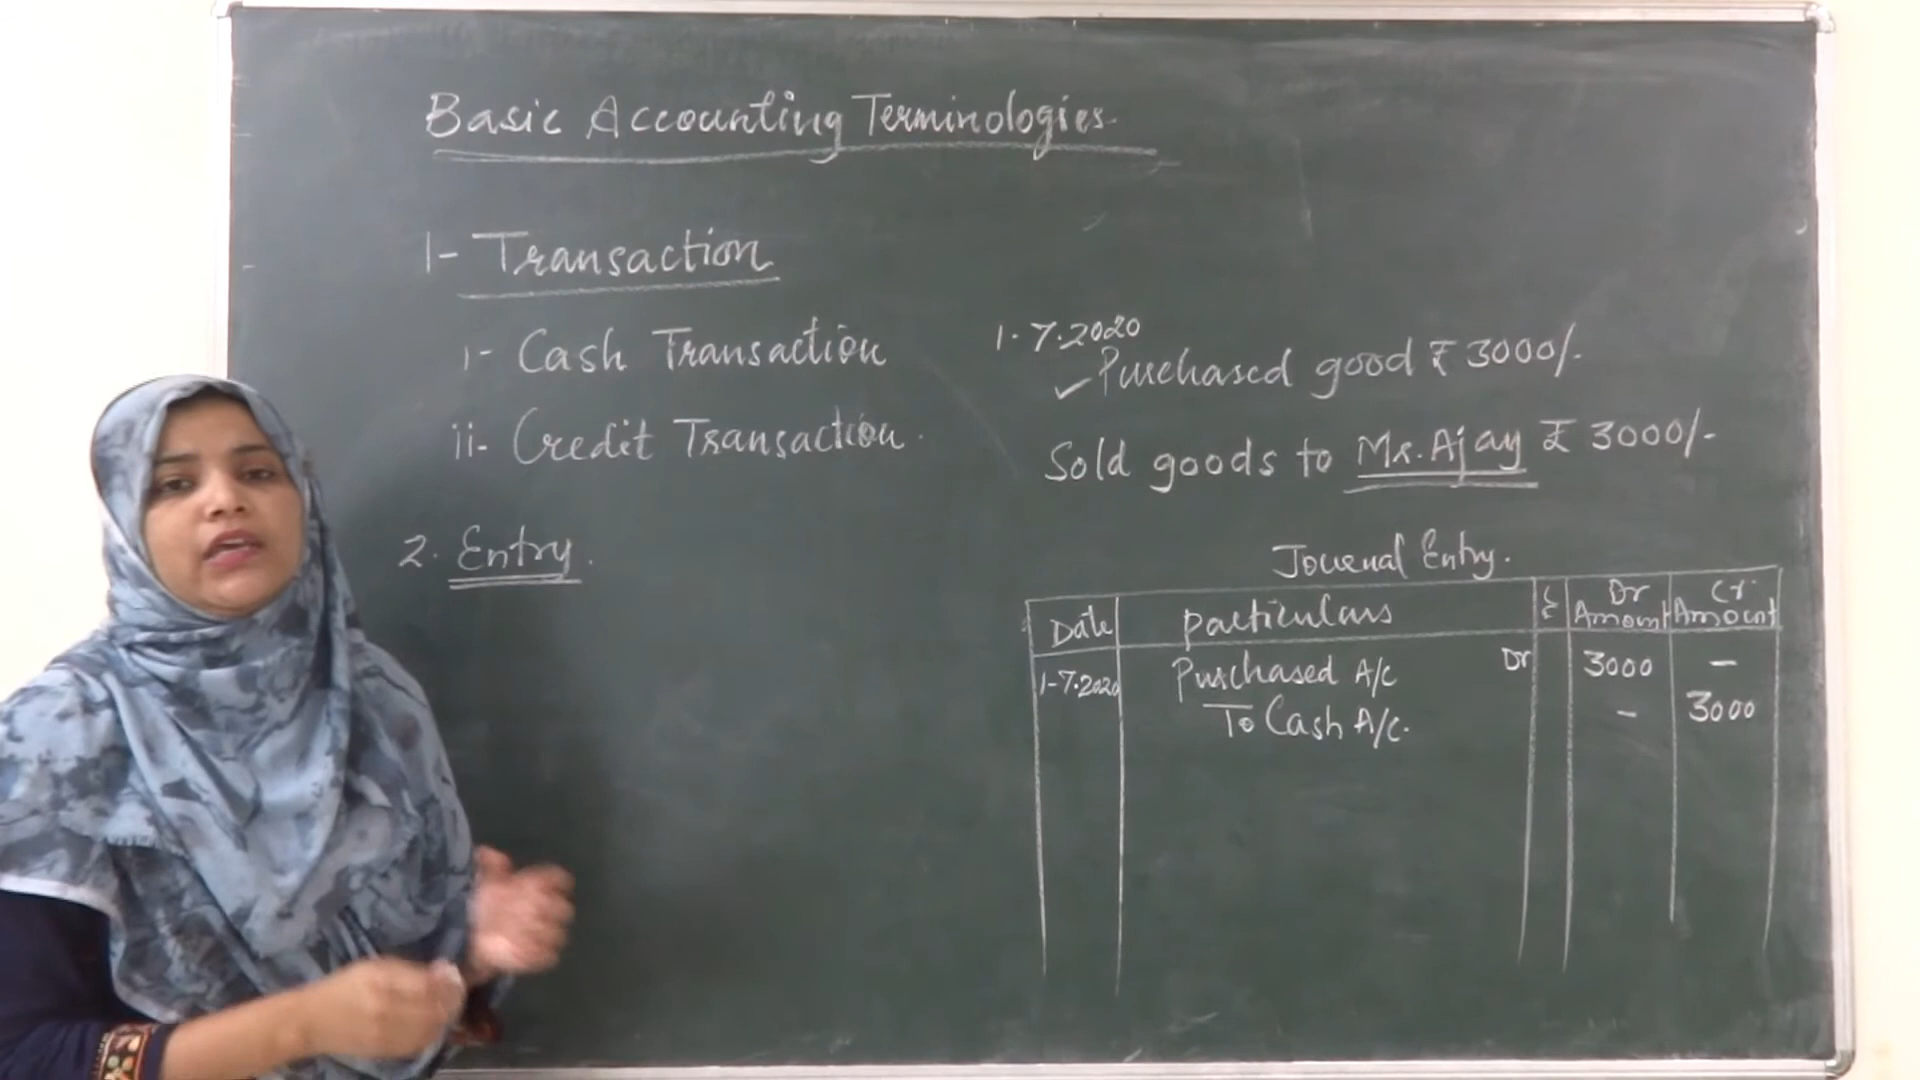 Basic Accounting Terminologies.
1- Transaction
i- Cash Transaction
ii- Credit Transaction.
2. Entry.
1.7.2020
✓ Purchased good ₹ 3000/-
Sold goods to Mr. Ajay ₹ 3000/-
Journal Entry.
Date Particulars Dr Amount Cr Amount
1-7.2020 Purchased A/c Dr 3000 -
To Cash A/c. - 3000